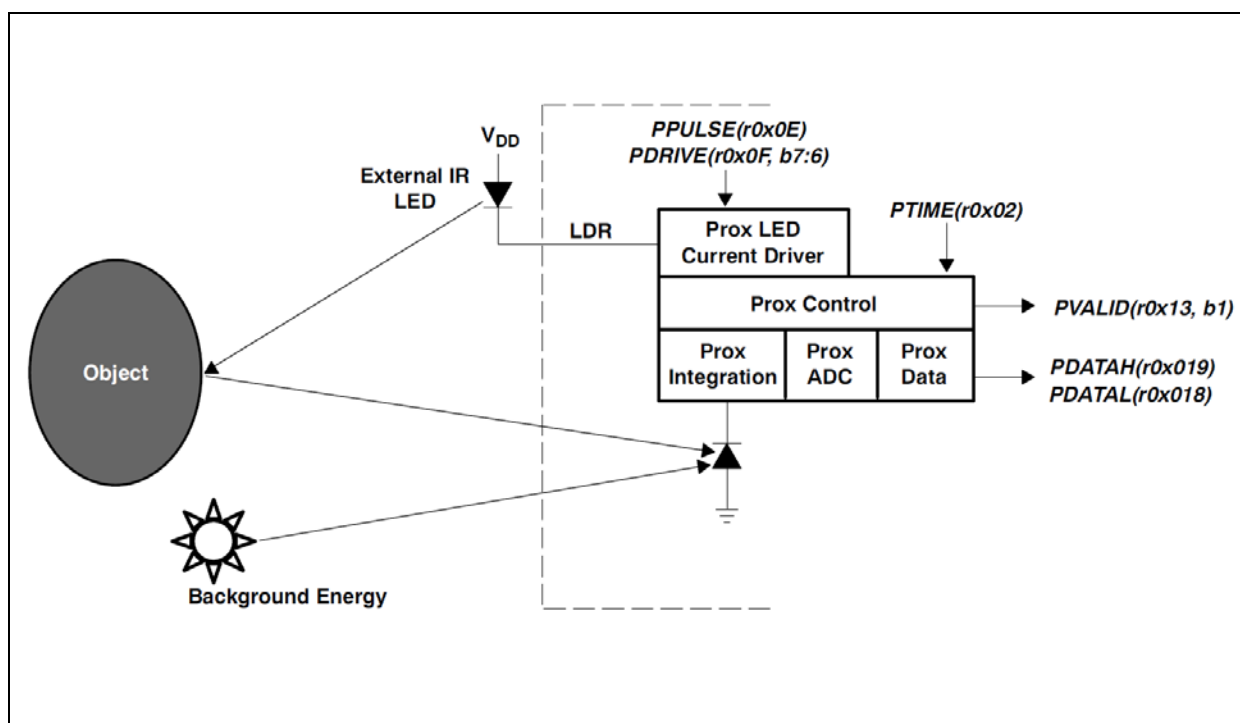 V_DD
External IR
LED
LDR
PPULSE(r0x0E)
PDRIVE(r0x0F, b7:6)
PTIME(r0x02)
Prox LED
Current Driver
Prox Control
PVALID(r0x13, b1)
Prox
Integration
Prox
ADC
Prox
Data
PDATAH(r0x019)
PDATAL(r0x018)
Object
Background Energy